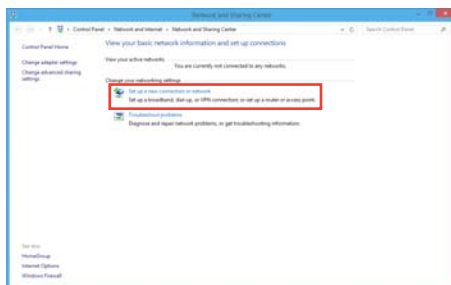 Network and Sharing Center
Control Panel › Network and Internet › Network and Sharing Center
Search Control Panel
Control Panel Home
Change adapter settings
Change advanced sharing
settings
View your basic network information and set up connections
View your active networks
You are currently not connected to any networks.
Change your networking settings
Set up a new connection or network
Set up a broadband, dial-up, or VPN connection; or set up a router or access point.
Troubleshoot problems
Diagnose and repair network problems, or get troubleshooting information.
See also
HomeGroup
Internet Options
Windows Firewall